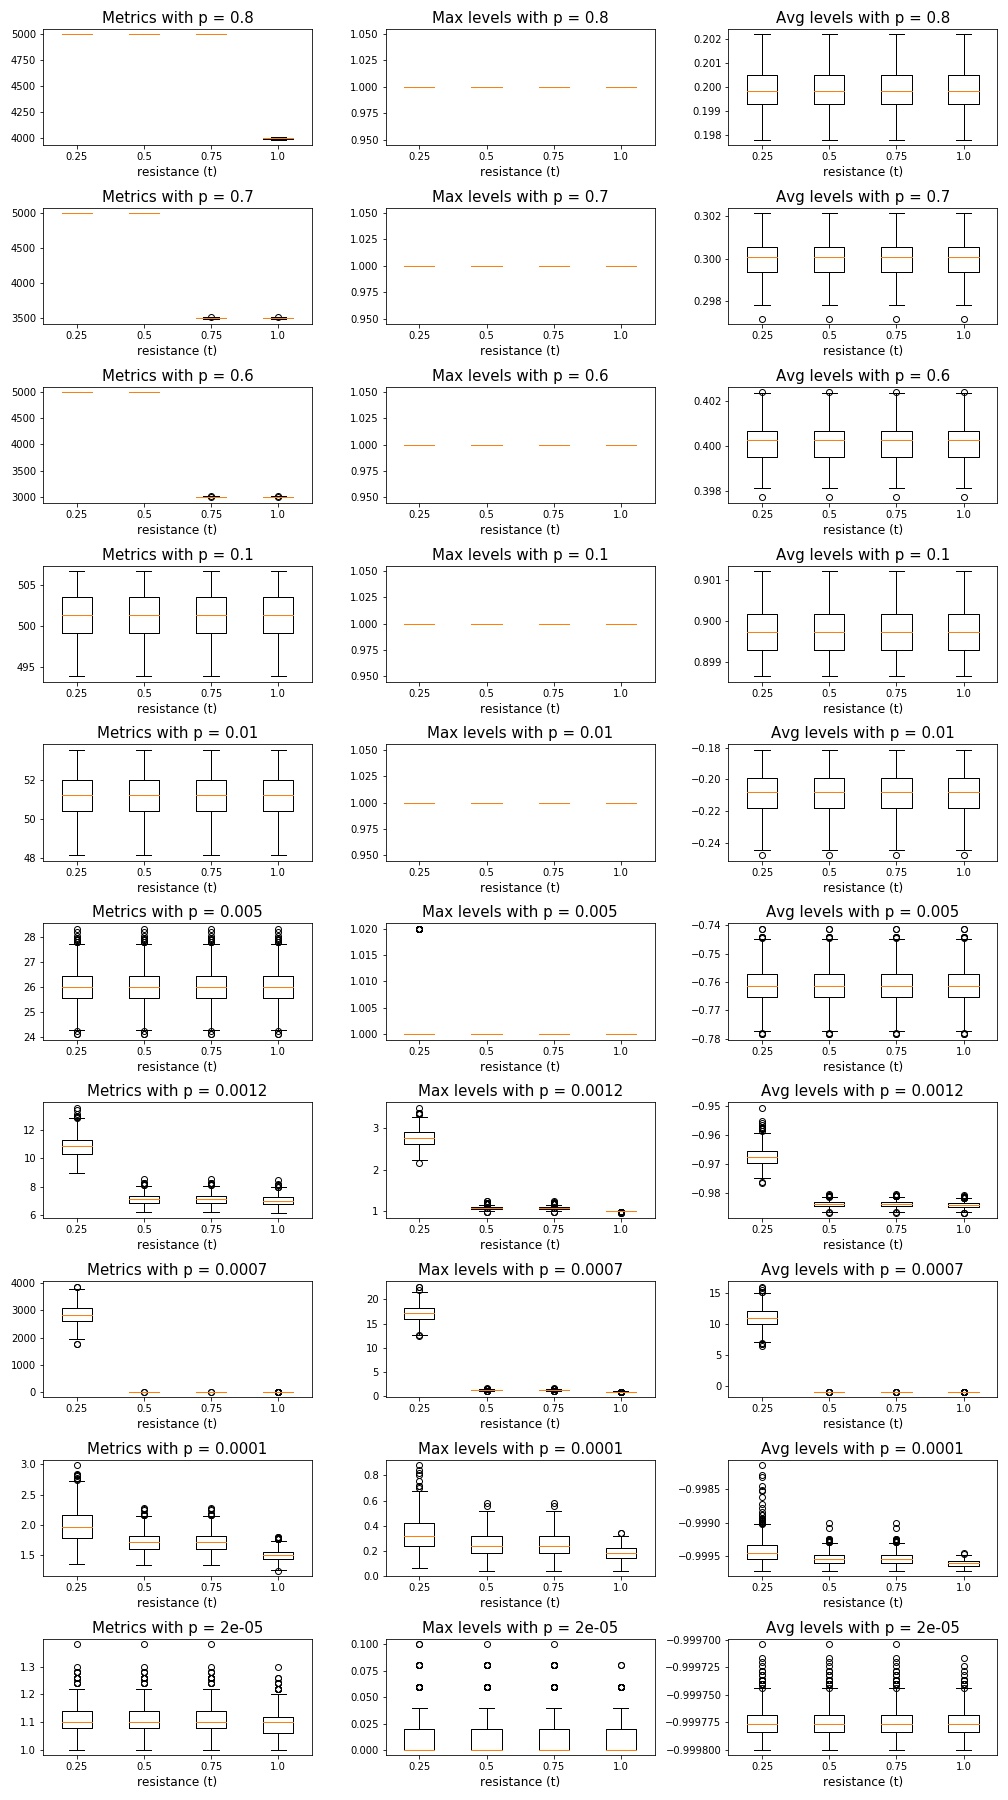 Metrics with p = 0.8 Max levels with p = 0.8 Avg levels with p = 0.8
5000 1.050 0.202
4750 1.025 0.201
4500 1.000 0.200
4250 0.975 0.199
4000 0.950 0.198
0.25 0.5 0.75 1.0 0.25 0.5 0.75 1.0 0.25 0.5 0.75 1.0
resistance (t) resistance (t) resistance (t)
Metrics with p = 0.7 Max levels with p = 0.7 Avg levels with p = 0.7
5000 1.050 0.302
4500 1.025 0.300
4000 1.000 0.298
3500 0.975
0.950
0.25 0.5 0.75 1.0 0.25 0.5 0.75 1.0 0.25 0.5 0.75 1.0
resistance (t) resistance (t) resistance (t)
Metrics with p = 0.6 Max levels with p = 0.6 Avg levels with p = 0.6
5000 1.050 0.402
4500 1.025 0.400
4000 1.000 0.398
3500 0.975
3000 0.950
0.25 0.5 0.75 1.0 0.25 0.5 0.75 1.0 0.25 0.5 0.75 1.0
resistance (t) resistance (t) resistance (t)
Metrics with p = 0.1 Max levels with p = 0.1 Avg levels with p = 0.1
505 1.050 0.901
500 1.025 0.900
495 1.000 0.899
0.975
0.950
0.25 0.5 0.75 1.0 0.25 0.5 0.75 1.0 0.25 0.5 0.75 1.0
resistance (t) resistance (t) resistance (t)
Metrics with p = 0.01 Max levels with p = 0.01 Avg levels with p = 0.01
52 1.050 −0.18
50 1.025 −0.20
48 1.000 −0.22
0.975 −0.24
0.950
0.25 0.5 0.75 1.0 0.25 0.5 0.75 1.0 0.25 0.5 0.75 1.0
resistance (t) resistance (t) resistance (t)
Metrics with p = 0.005 Max levels with p = 0.005 Avg levels with p = 0.005
28 1.020 −0.74
27 1.015 −0.75
26 1.010 −0.76
25 1.005 −0.77
24 1.000 −0.78
0.25 0.5 0.75 1.0 0.25 0.5 0.75 1.0 0.25 0.5 0.75 1.0
resistance (t) resistance (t) resistance (t)
Metrics with p = 0.0012 Max levels with p = 0.0012 Avg levels with p = 0.0012
12 3 −0.95
10 2 −0.96
8 1 −0.97
6 −0.98
0.25 0.5 0.75 1.0 0.25 0.5 0.75 1.0 0.25 0.5 0.75 1.0
resistance (t) resistance (t) resistance (t)
Metrics with p = 0.0007 Max levels with p = 0.0007 Avg levels with p = 0.0007
4000 20 15
3000 15 10
2000 10 5
1000 5 0
0 0
0.25 0.5 0.75 1.0 0.25 0.5 0.75 1.0 0.25 0.5 0.75 1.0
resistance (t) resistance (t) resistance (t)
Metrics with p = 0.0001 Max levels with p = 0.0001 Avg levels with p = 0.0001
3.0 0.8 −0.9985
2.5 0.6 −0.9990
2.0 0.4 −0.9995
1.5 0.2
0.0
0.25 0.5 0.75 1.0 0.25 0.5 0.75 1.0 0.25 0.5 0.75 1.0
resistance (t) resistance (t) resistance (t)
Metrics with p = 2e-05 Max levels with p = 2e-05 Avg levels with p = 2e-05
1.3 0.100 −0.999700
1.2 0.075 −0.999725
1.1 0.050 −0.999750
1.0 0.025 −0.999775
0.000 −0.999800
0.25 0.5 0.75 1.0 0.25 0.5 0.75 1.0 0.25 0.5 0.75 1.0
resistance (t) resistance (t) resistance (t)